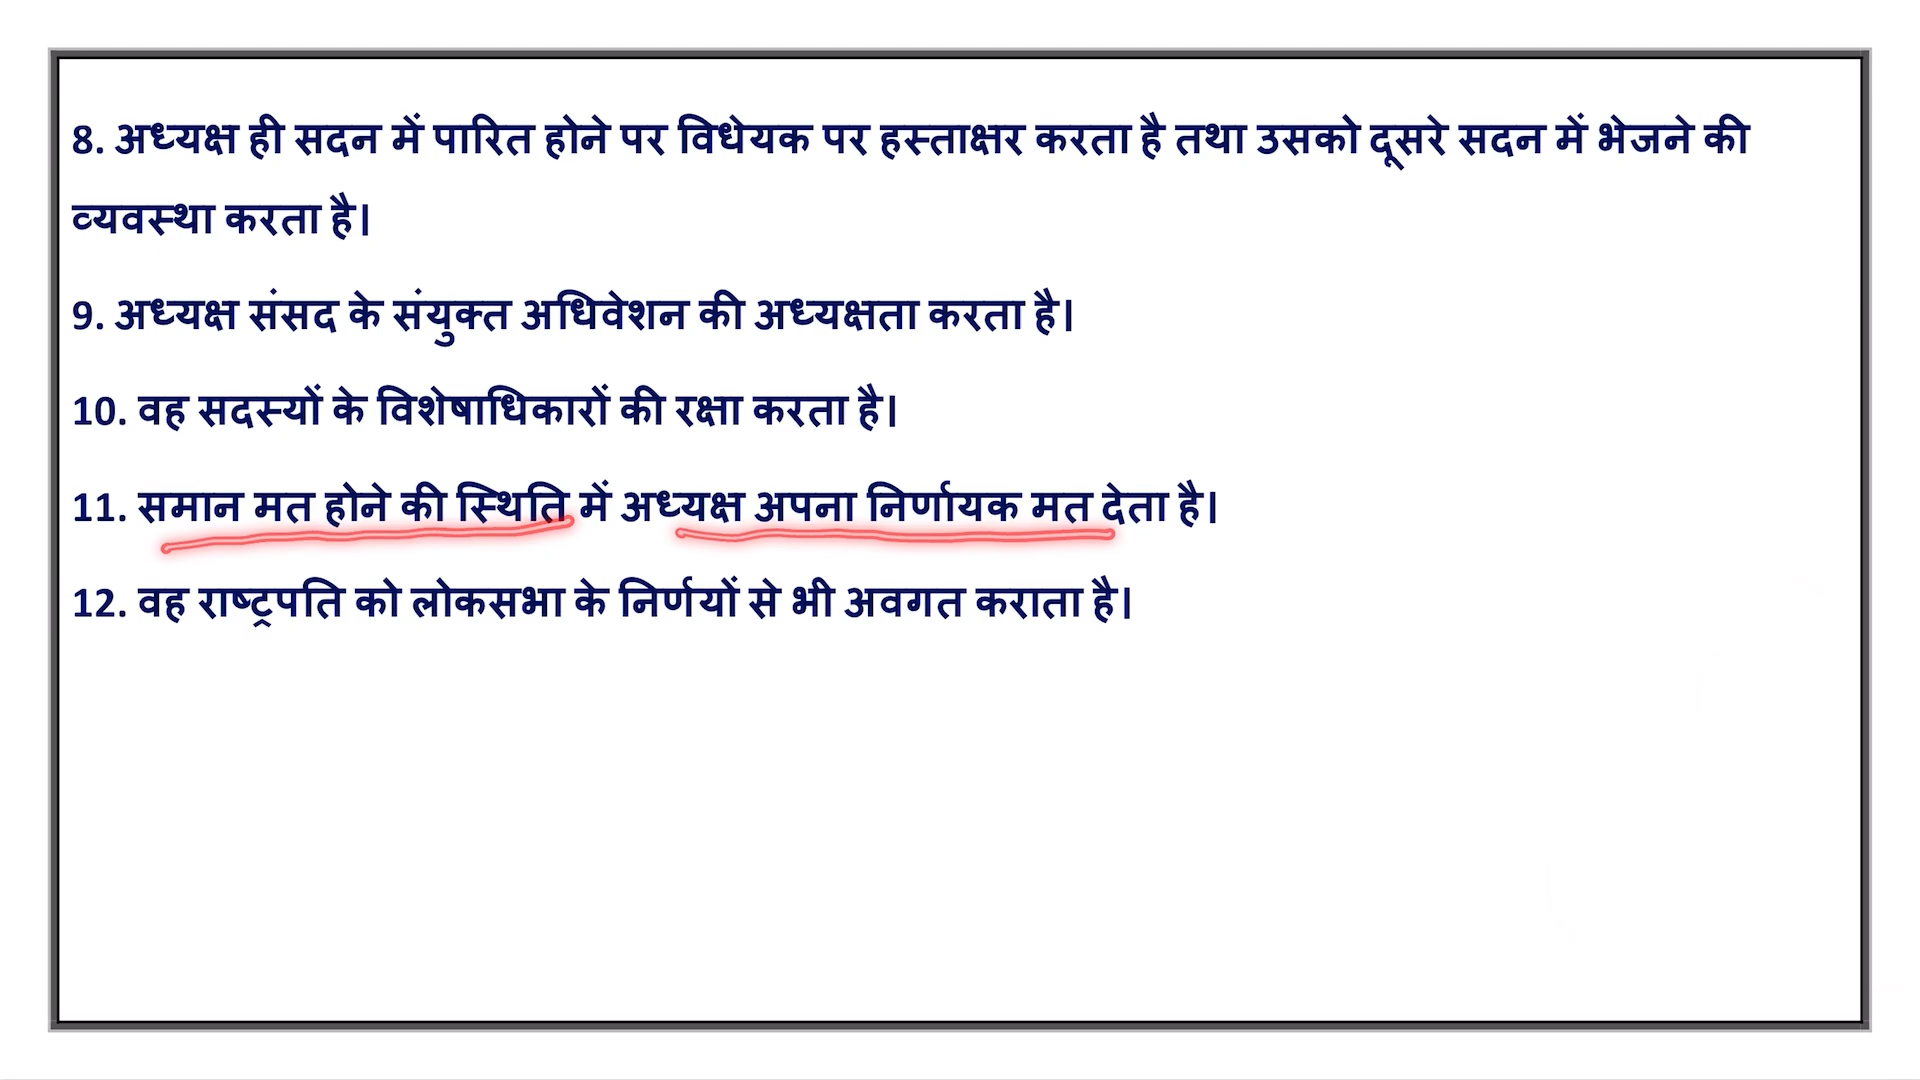 8. अध्यक्ष ही सदन में पारित होने पर विधेयक पर हस्ताक्षर करता है तथा उसको दूसरे सदन में भेजने की
व्यवस्था करता है।
9. अध्यक्ष संसद के संयुक्त अधिवेशन की अध्यक्षता करता है।
10. वह सदस्यों के विशेषाधिकारों की रक्षा करता है।
11. समान मत होने की स्थिति में अध्यक्ष अपना निर्णायक मत देता है।
12. वह राष्ट्रपति को लोकसभा के निर्णयों से भी अवगत कराता है।